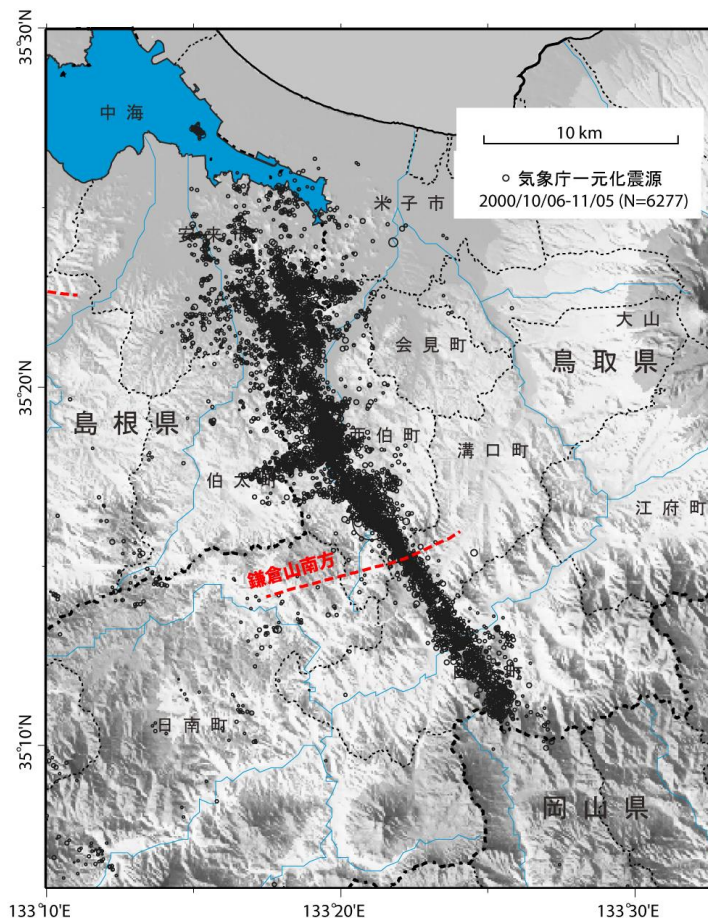 35°30′N
中海
10 km
気象庁一元化震源
2000/10/06-11/05 (N=6277)
米子市
安来
大山
会見町
鳥取県
35°20′N
島根県
伯町
溝口町
伯太
江府町
鎌倉山南方
町
日南町
35°10′N
岡山県
133°10′E
133°20′E
133°30′E